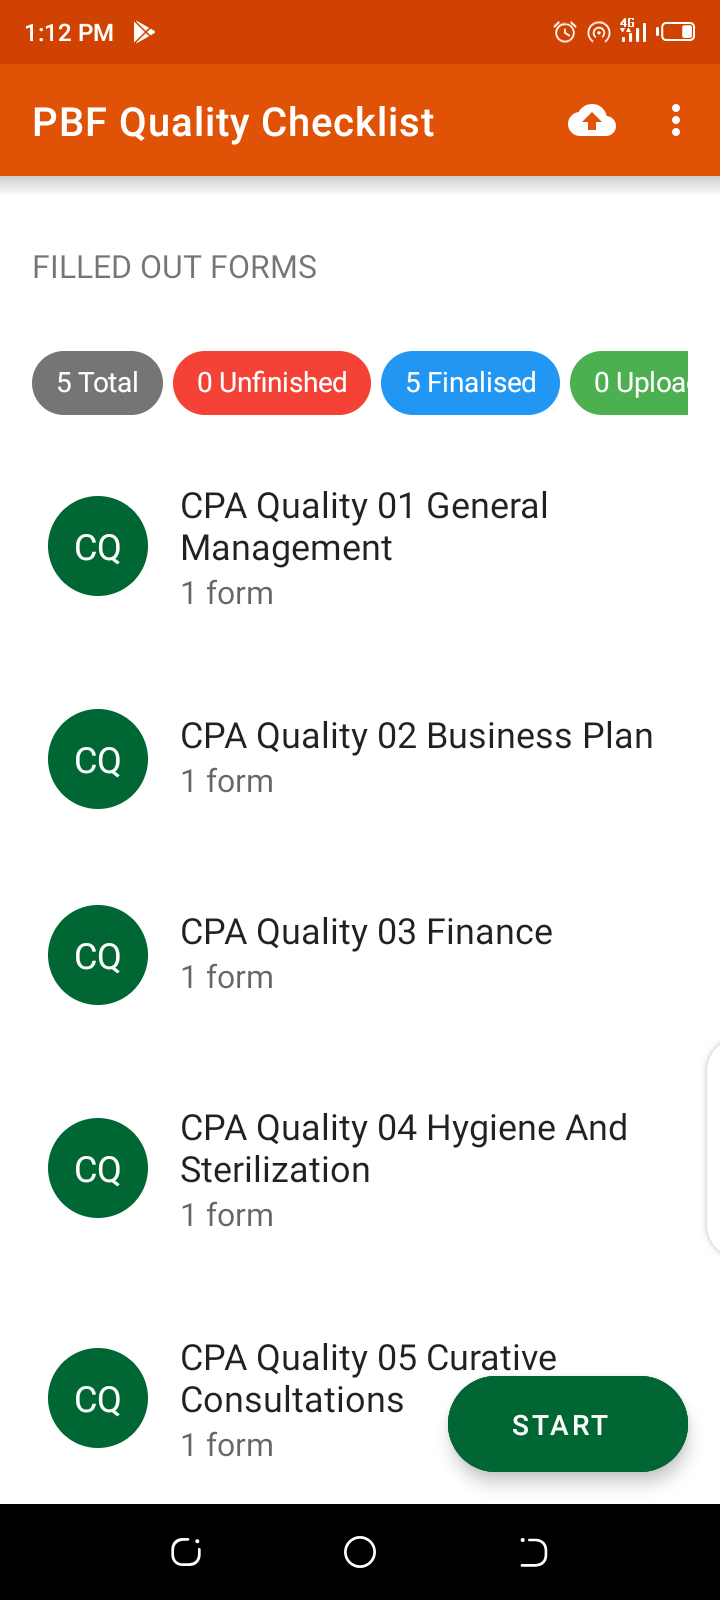 1:12 PM
4G
PBF Quality Checklist
FILLED OUT FORMS
5 Total
0 Unfinished
5 Finalised
0 Uploa
CQ
CPA Quality 01 General
Management
1 form
CQ
CPA Quality 02 Business Plan
1 form
CQ
CPA Quality 03 Finance
1 form
CQ
CPA Quality 04 Hygiene And
Sterilization
1 form
CQ
CPA Quality 05 Curative
Consultations
1 form
START